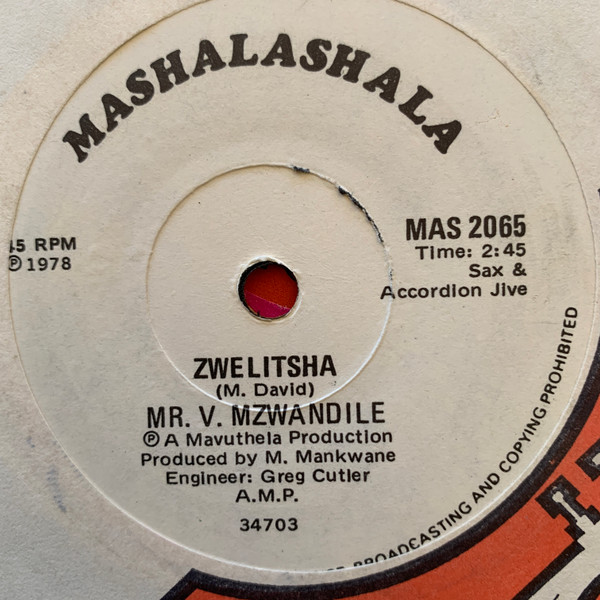 MASHALASHALA
45 RPM
℗ 1978
MAS 2065
Time: 2:45
Sax &
Accordion Jive
ZWELITSHA
(M. David)
MR. V. MZWANDILE
℗ A Mavuthela Production
Produced by M. Mankwane
Engineer: Greg Cutler
A.M.P.
34703
BROADCASTING AND COPYING PROHIBITED